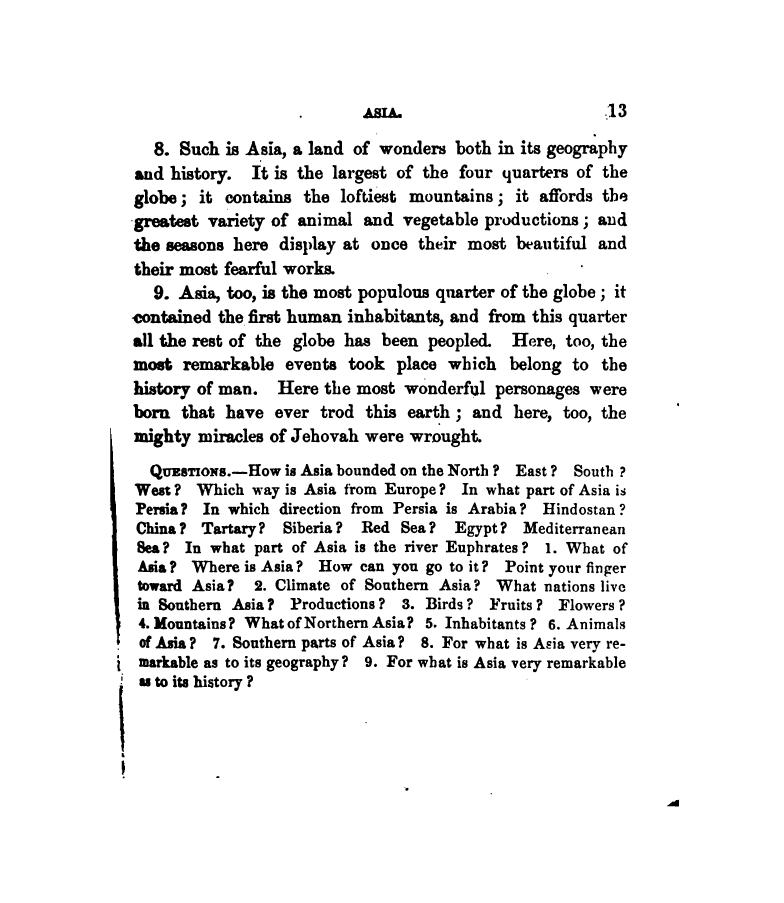 ASIA. 13
8. Such is Asia, a land of wonders both in its geography
and history. It is the largest of the four quarters of the
globe; it contains the loftiest mountains; it affords the
greatest variety of animal and vegetable productions; and
the seasons here display at once their most beautiful and
their most fearful works.
9. Asia, too, is the most populous quarter of the globe; it
contained the first human inhabitants, and from this quarter
all the rest of the globe has been peopled. Here, too, the
most remarkable events took place which belong to the
history of man. Here the most wonderful personages were
born that have ever trod this earth; and here, too, the
mighty miracles of Jehovah were wrought.
QUESTIONS.—How is Asia bounded on the North? East? South?
West? Which way is Asia from Europe? In what part of Asia is
Persia? In which direction from Persia is Arabia? Hindostan?
China? Tartary? Siberia? Red Sea? Egypt? Mediterranean
Sea? In what part of Asia is the river Euphrates? 1. What of
Asia? Where is Asia? How can you go to it? Point your finger
toward Asia? 2. Climate of Southern Asia? What nations live
in Southern Asia? Productions? 3. Birds? Fruits? Flowers?
4. Mountains? What of Northern Asia? 5. Inhabitants? 6. Animals
of Asia? 7. Southern parts of Asia? 8. For what is Asia very re-
markable as to its geography? 9. For what is Asia very remarkable
as to its history?